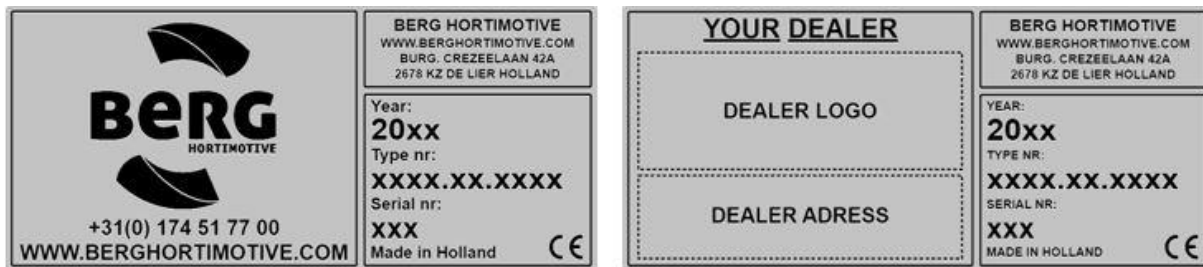 BeRG
HORTIMOTIVE
+31(0) 174 51 77 00
WWW.BERGHORTIMOTIVE.COM
BERG HORTIMOTIVE
WWW.BERGHORTIMOTIVE.COM
BURG. CREZEELAAN 42A
2678 KZ DE LIER HOLLAND
Year:
20xx
Type nr:
XXXX.XX.XXXX
Serial nr:
XXX
Made in Holland CE
YOUR DEALER
DEALER LOGO
DEALER ADRESS
BERG HORTIMOTIVE
WWW.BERGHORTIMOTIVE.COM
BURG. CREZEELAAN 42A
2678 KZ DE LIER HOLLAND
YEAR:
20xx
TYPE NR:
XXXX.XX.XXXX
SERIAL NR:
XXX
MADE IN HOLLAND CE